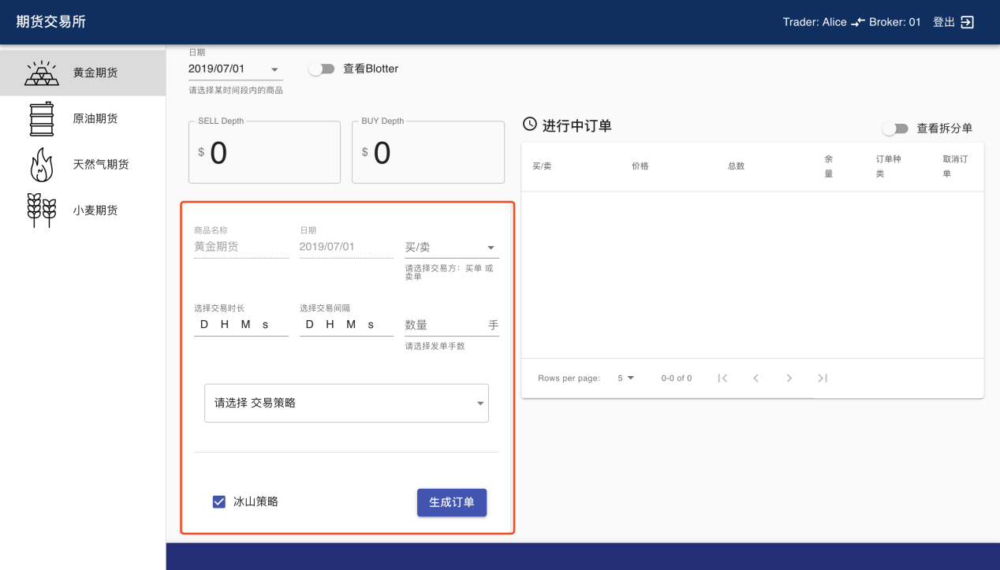 期货交易所
Trader: Alice Broker: 01 登出
黄金期货
原油期货
天然气期货
小麦期货
日期
2019/07/01
查看Blotter
请选择某时间段内的商品
SELL Depth
$ 0
BUY Depth
$ 0
商品名称
黄金期货
日期
2019/07/01
买/卖
请选择交易方: 买单 或
卖单
选择交易时长
D H M s
选择交易间隔
D H M s
数量 手
请选择发单手数
请选择 交易策略
冰山策略
生成订单
进行中订单
查看拆分单
买/卖
价格
总数
余
量
订单种
类
取消订
单
Rows per page: 5 0-0 of 0